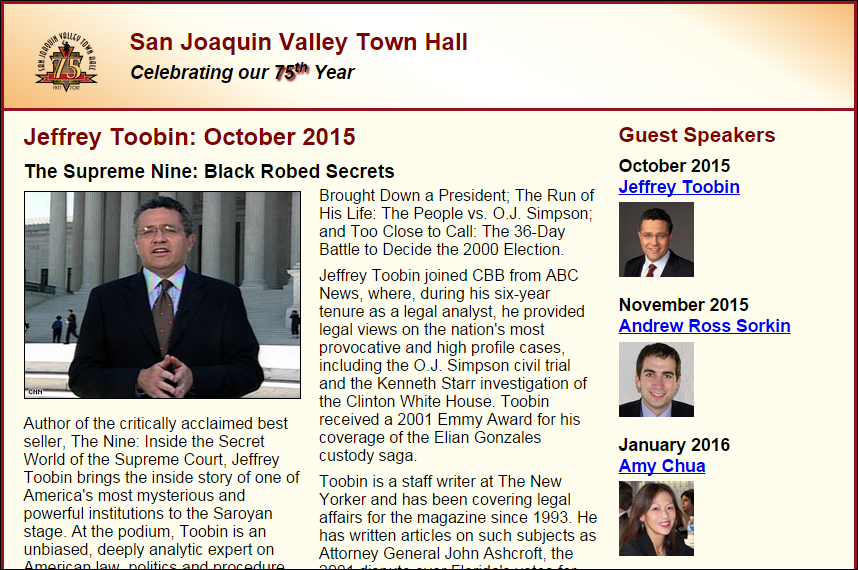 SAN JOAQUIN VALLEY TOWN HALL
75
1937
San Joaquin Valley Town Hall
Celebrating our 75th Year
Jeffrey Toobin: October 2015
The Supreme Nine: Black Robed Secrets
CNN
Author of the critically acclaimed best
seller, The Nine: Inside the Secret
World of the Supreme Court, Jeffrey
Toobin brings the inside story of one of
America's most mysterious and
powerful institutions to the Saroyan
stage. At the podium, Toobin is an
unbiased, deeply analytic expert on
American law, politics and procedure
Brought Down a President; The Run of
His Life: The People vs. O.J. Simpson;
and Too Close to Call: The 36-Day
Battle to Decide the 2000 Election.
Jeffrey Toobin joined CBB from ABC
News, where, during his six-year
tenure as a legal analyst, he provided
legal views on the nation's most
provocative and high profile cases,
including the O.J. Simpson civil trial
and the Kenneth Starr investigation of
the Clinton White House. Toobin
received a 2001 Emmy Award for his
coverage of the Elian Gonzales
custody saga.
Toobin is a staff writer at The New
Yorker and has been covering legal
affairs for the magazine since 1993. He
has written articles on such subjects as
Attorney General John Ashcroft, the
2001 dispute over Florida's votes for
Guest Speakers
October 2015
Jeffrey Toobin
November 2015
Andrew Ross Sorkin
January 2016
Amy Chua